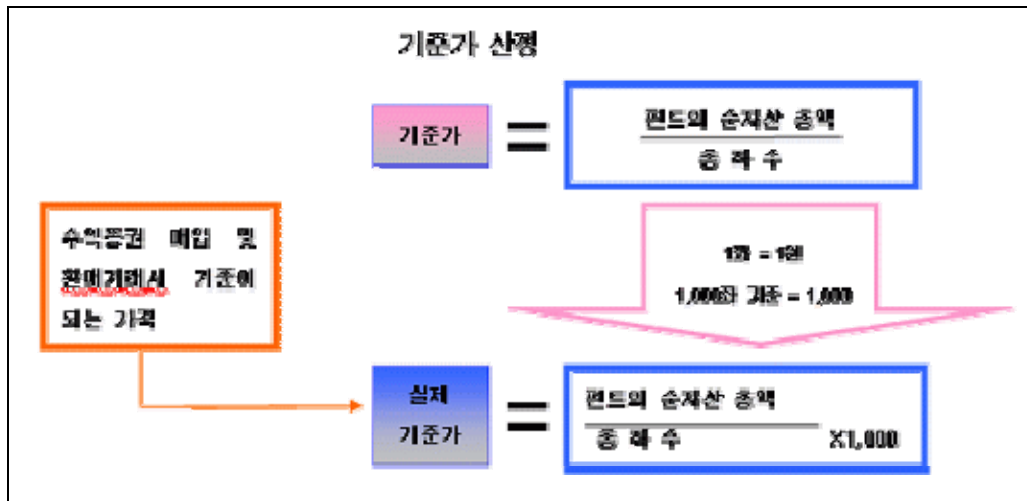 기준가 산정
기준가
=
펀드의 순자산 총액
총 좌 수
1좌 = 1원
1,000좌 기준 = 1,000
수익증권 매입 및
환매거래시 기준이
되는 가격
실제
기준가
=
펀드의 순자산 총액
총 좌 수 X1,000